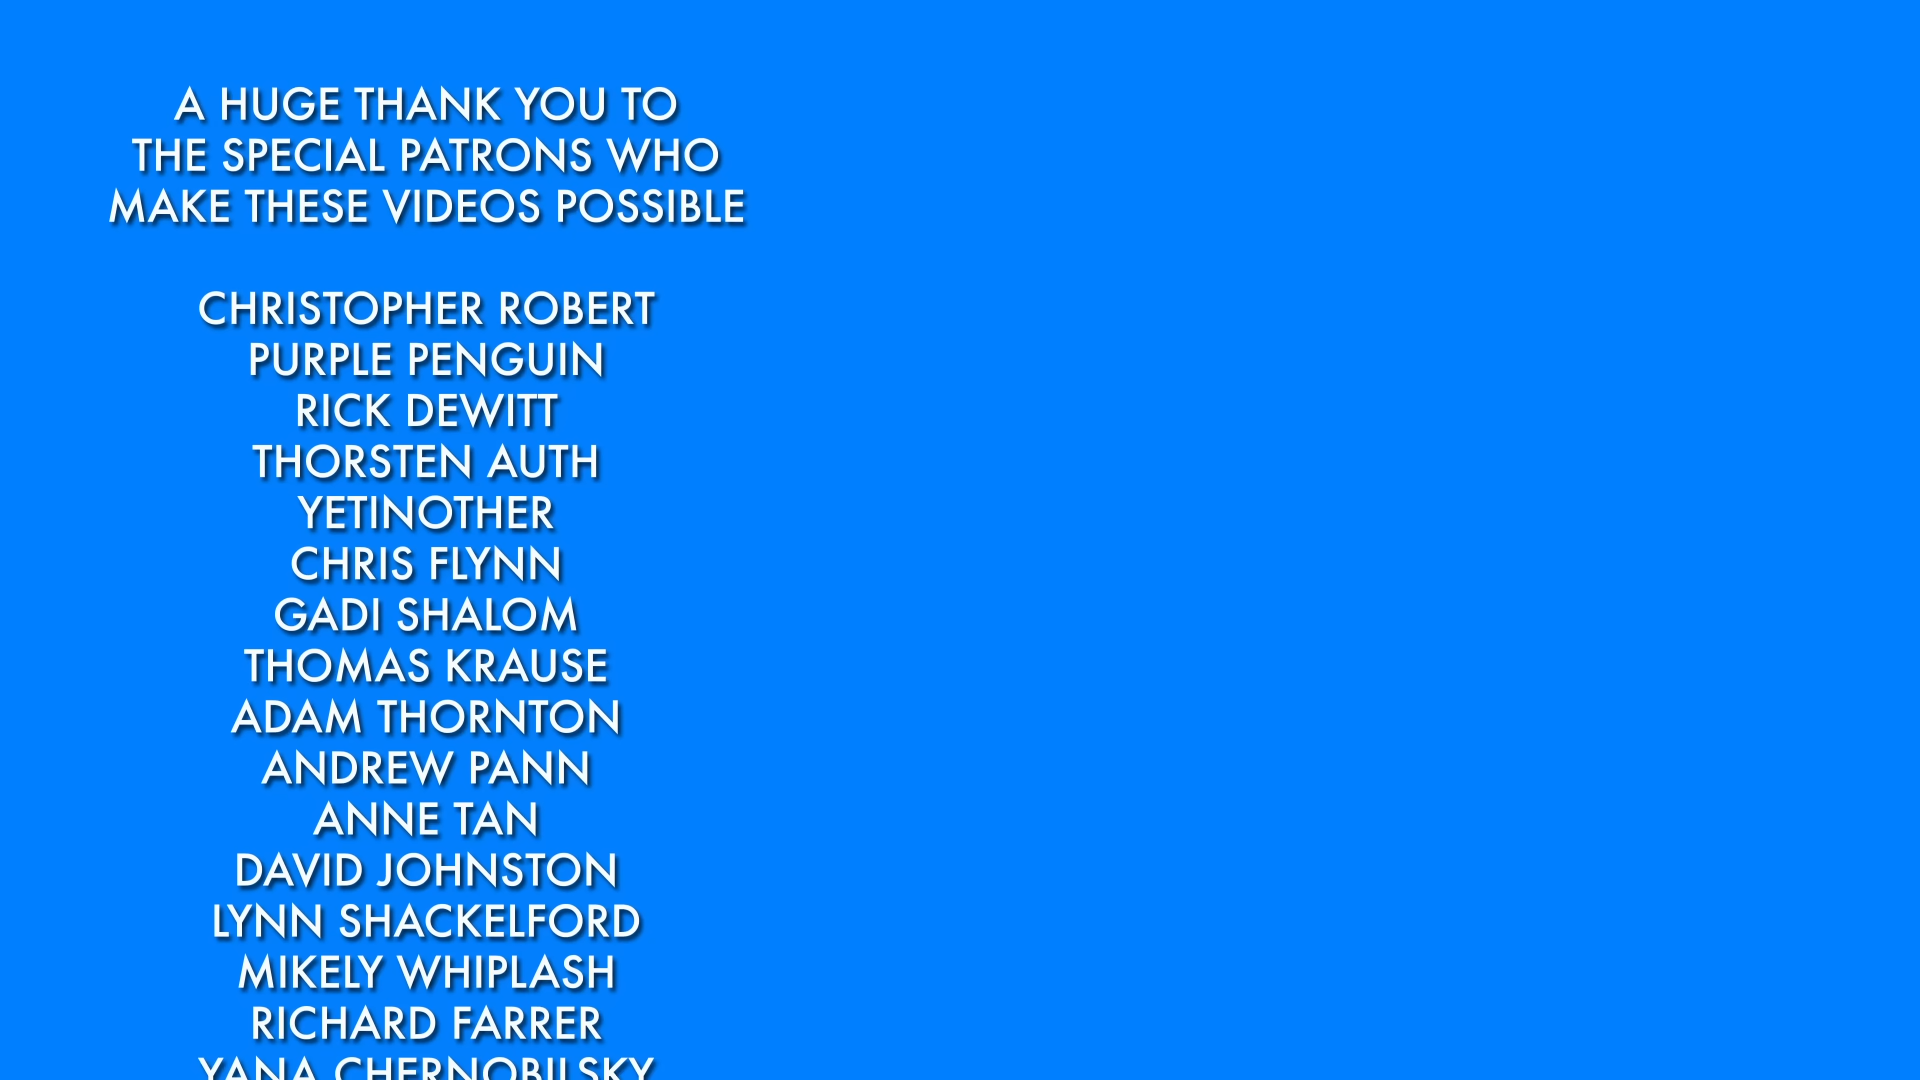 A HUGE THANK YOU TO
THE SPECIAL PATRONS WHO
MAKE THESE VIDEOS POSSIBLE
CHRISTOPHER ROBERT
PURPLE PENGUIN
RICK DEWITT
THORSTEN AUTH
YETINOTHER
CHRIS FLYNN
GADI SHALOM
THOMAS KRAUSE
ADAM THORNTON
ANDREW PANN
ANNE TAN
DAVID JOHNSTON
LYNN SHACKELFORD
MIKELY WHIPLASH
RICHARD FARRER
YANA CHERNOBILSKY